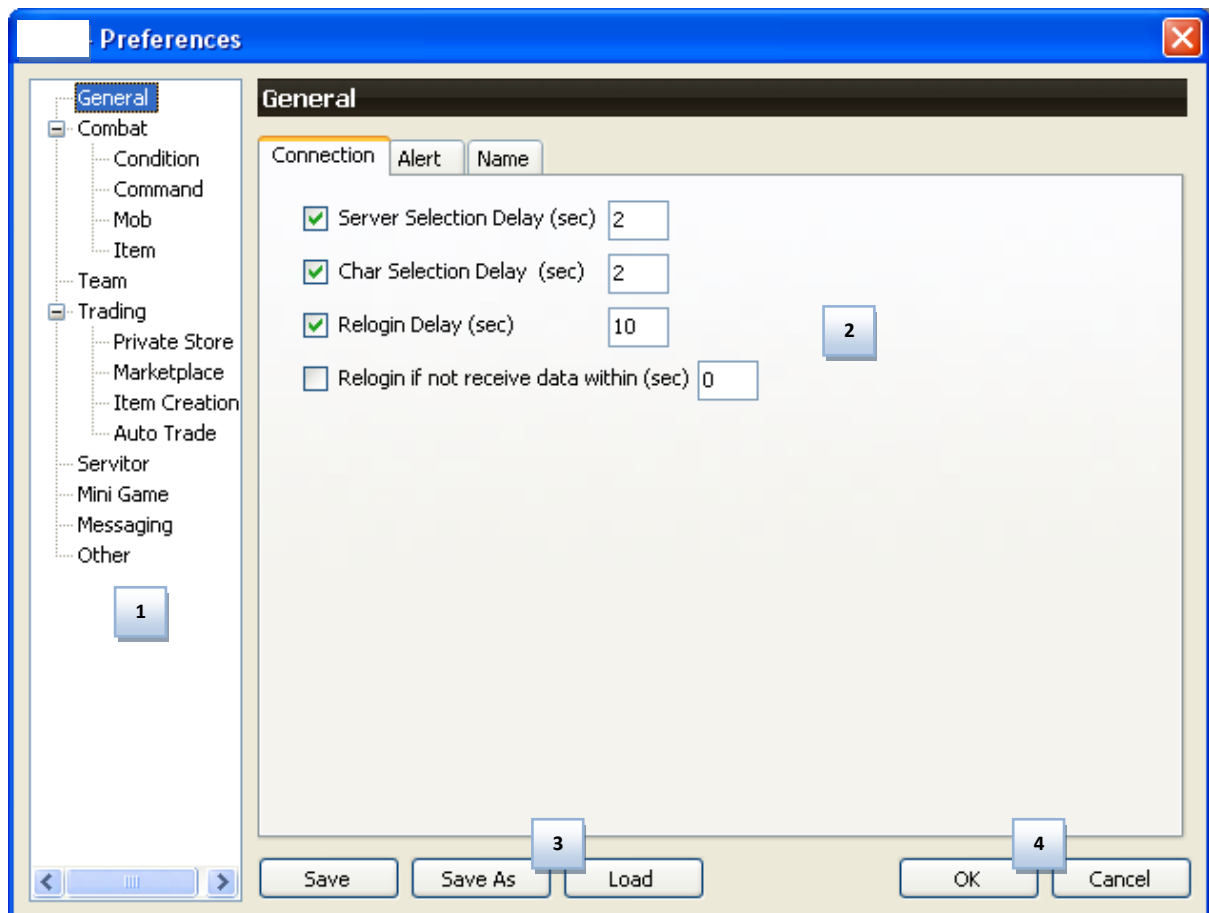 - Preferences
General
Combat
Condition
Command
Mob
Item
Team
Trading
Private Store
Marketplace
Item Creation
Auto Trade
Servitor
Mini Game
Messaging
Other
1
General
Connection Alert Name
Server Selection Delay (sec) 2
Char Selection Delay (sec) 2
Relogin Delay (sec) 10
Relogin if not receive data within (sec) 0
2
3
4
Save Save As Load OK Cancel